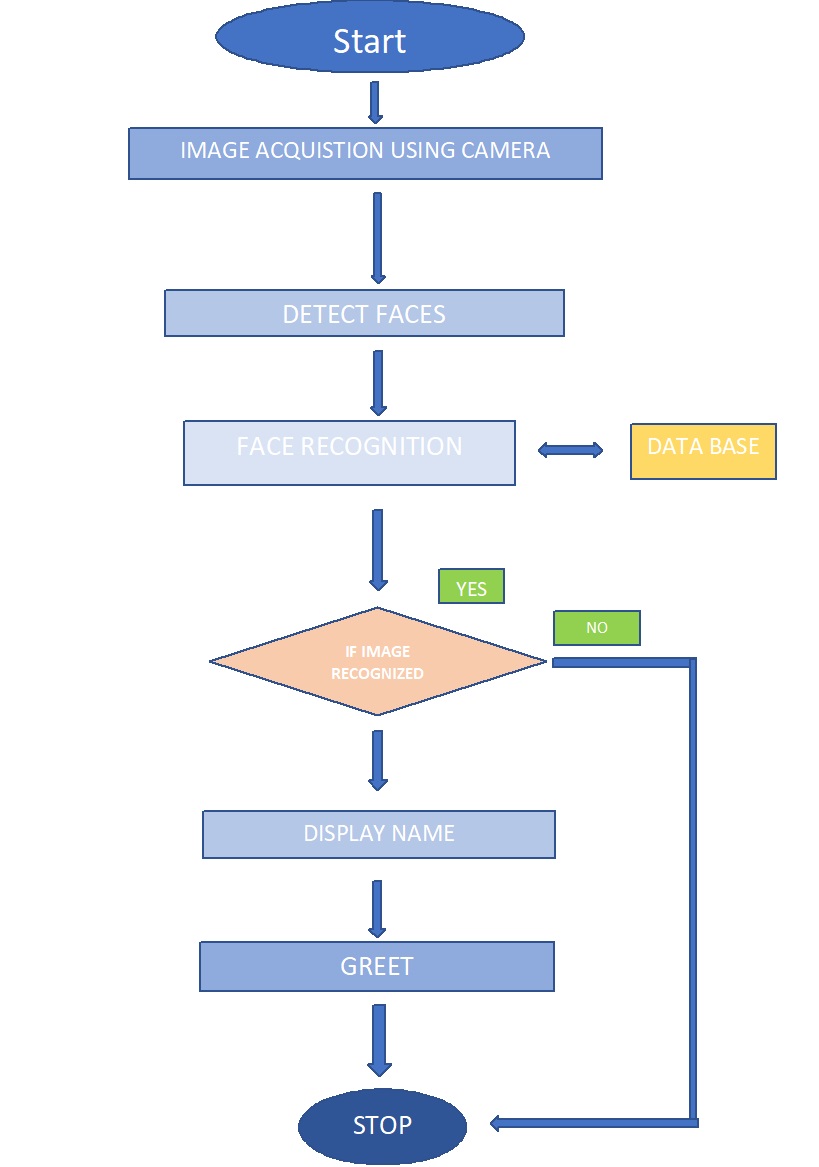 Start
IMAGE ACQUISTION USING CAMERA
DETECT FACES
FACE RECOGNITION
DATA BASE
YES
NO
IF IMAGE
RECOGNIZED
DISPLAY NAME
GREET
STOP